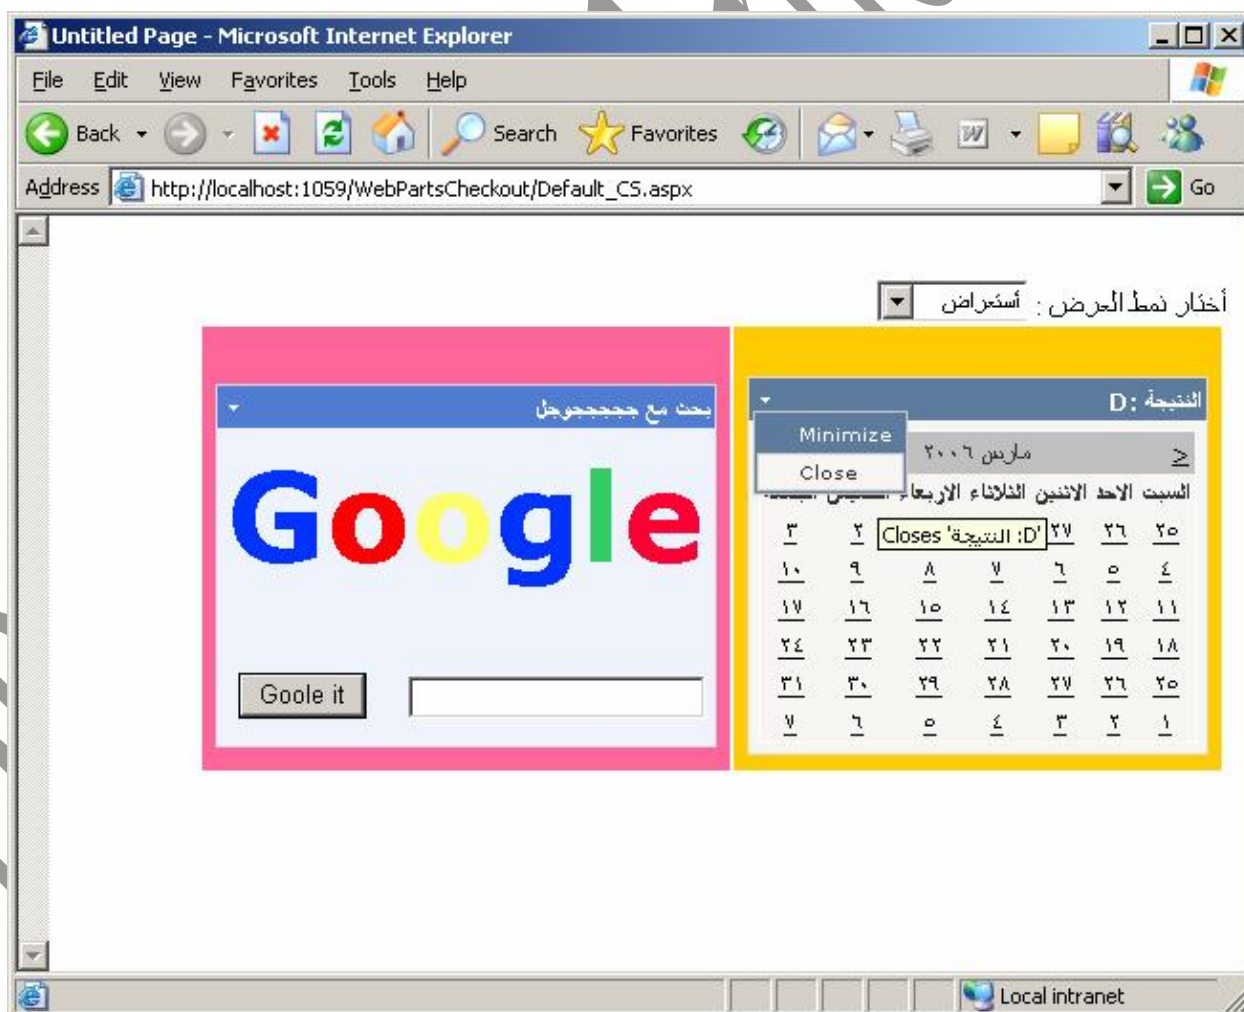 Untitled Page - Microsoft Internet Explorer
File Edit View Favorites Tools Help
Back Search Favorites
Address http://localhost:1059/WebPartsCheckout/Default_CS.aspx Go
أختار نمط العرض : أستعراض
النتيجة :D
بحث مع جججججوجل
Minimize
Close
< مارس ٢٠٠٦
السبت الاحد الاثنين الثلاثاء الاربعاء
Closes 'النتيجة :D'
٢٥ ٢٦ ٢٧ ٢ ٣
٤ ٥ ٦ ٧ ٨ ٩ ١٠
١١ ١٢ ١٣ ١٤ ١٥ ١٦ ١٧
١٨ ١٩ ٢٠ ٢١ ٢٢ ٢٣ ٢٤
٢٥ ٢٦ ٢٧ ٢٨ ٢٩ ٣٠ ٣١
١ ٢ ٣ ٤ ٥ ٦ ٧
Google
Goole it
Local intranet